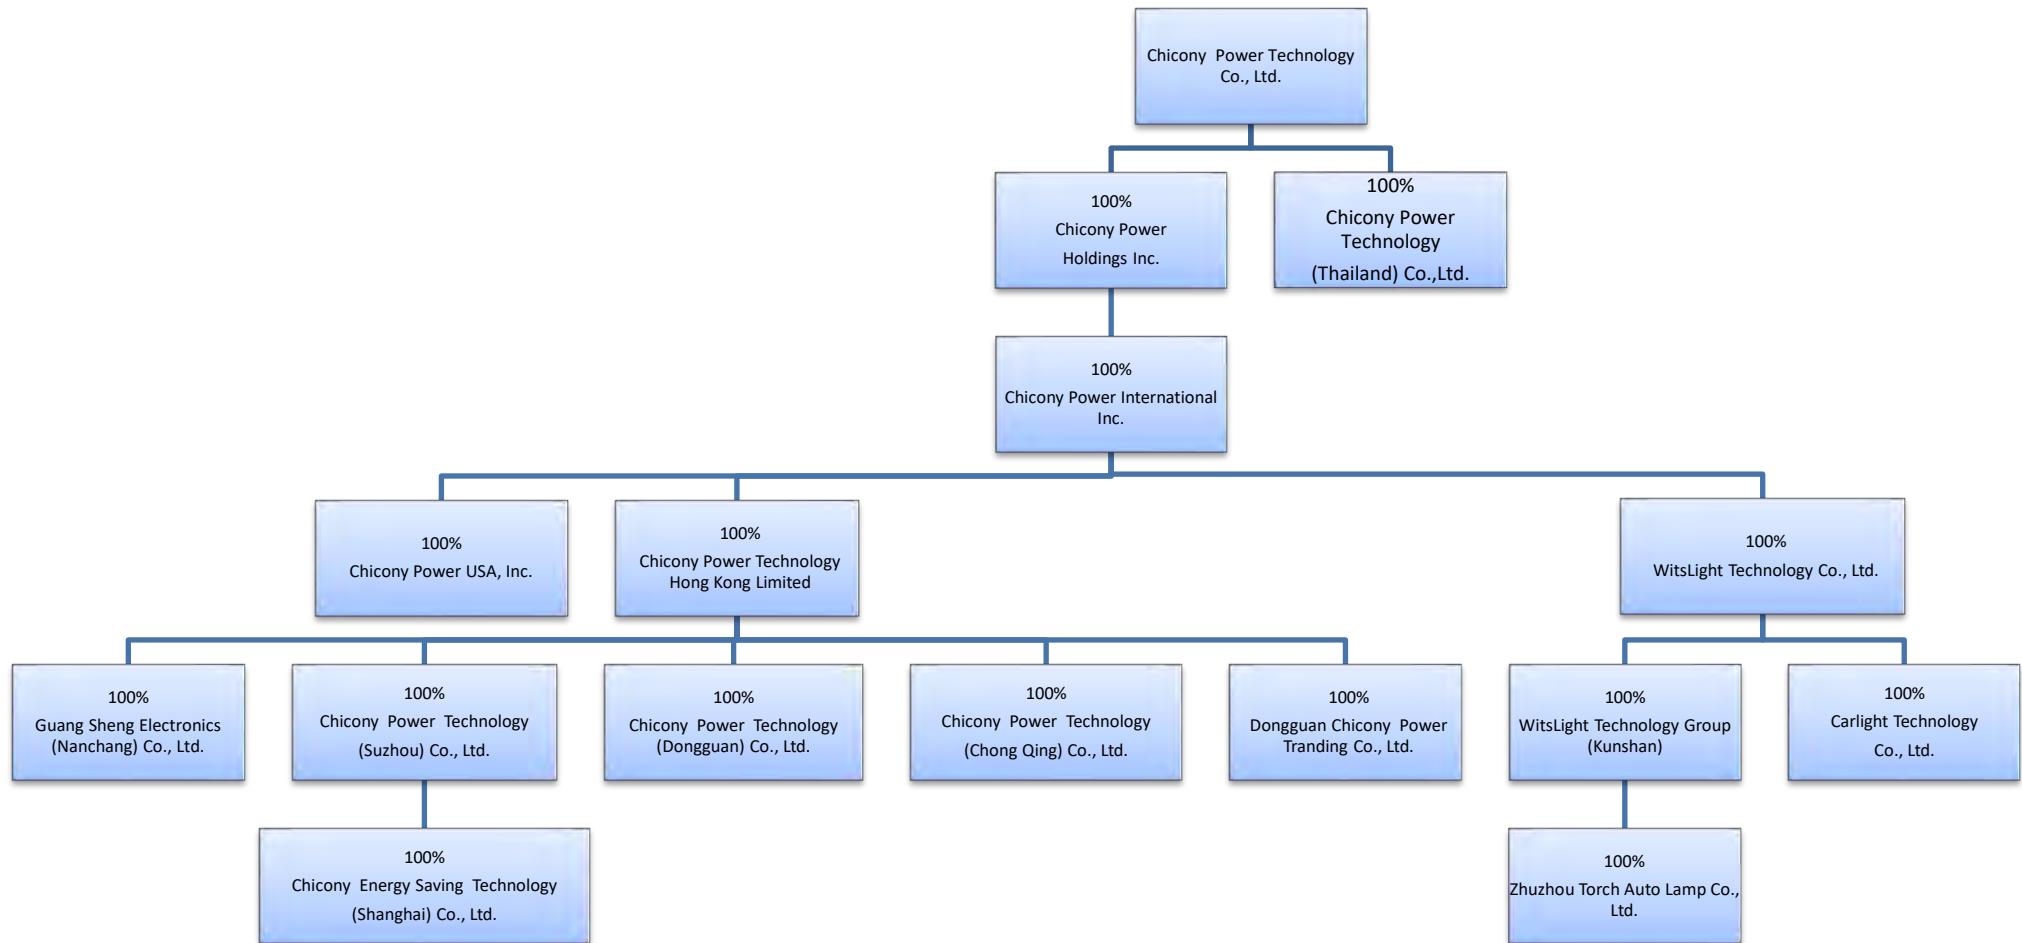 Chicony Power Technology
Co., Ltd.
100%
Chicony Power
Holdings Inc.
100%
Chicony Power
Technology
(Thailand) Co.,Ltd.
100%
Chicony Power International
Inc.
100%
Chicony Power USA, Inc.
100%
Chicony Power Technology
Hong Kong Limited
100%
WitsLight Technology Co., Ltd.
100%
Guang Sheng Electronics
(Nanchang) Co., Ltd.
100%
Chicony Power Technology
(Suzhou) Co., Ltd.
100%
Chicony Power Technology
(Dongguan) Co., Ltd.
100%
Chicony Power Technology
(Chong Qing) Co., Ltd.
100%
Dongguan Chicony Power
Tranding Co., Ltd.
100%
WitsLight Technology Group
(Kunshan)
100%
Carlight Technology
Co., Ltd.
100%
Chicony Energy Saving Technology
(Shanghai) Co., Ltd.
100%
Zhuzhou Torch Auto Lamp Co.,
Ltd.